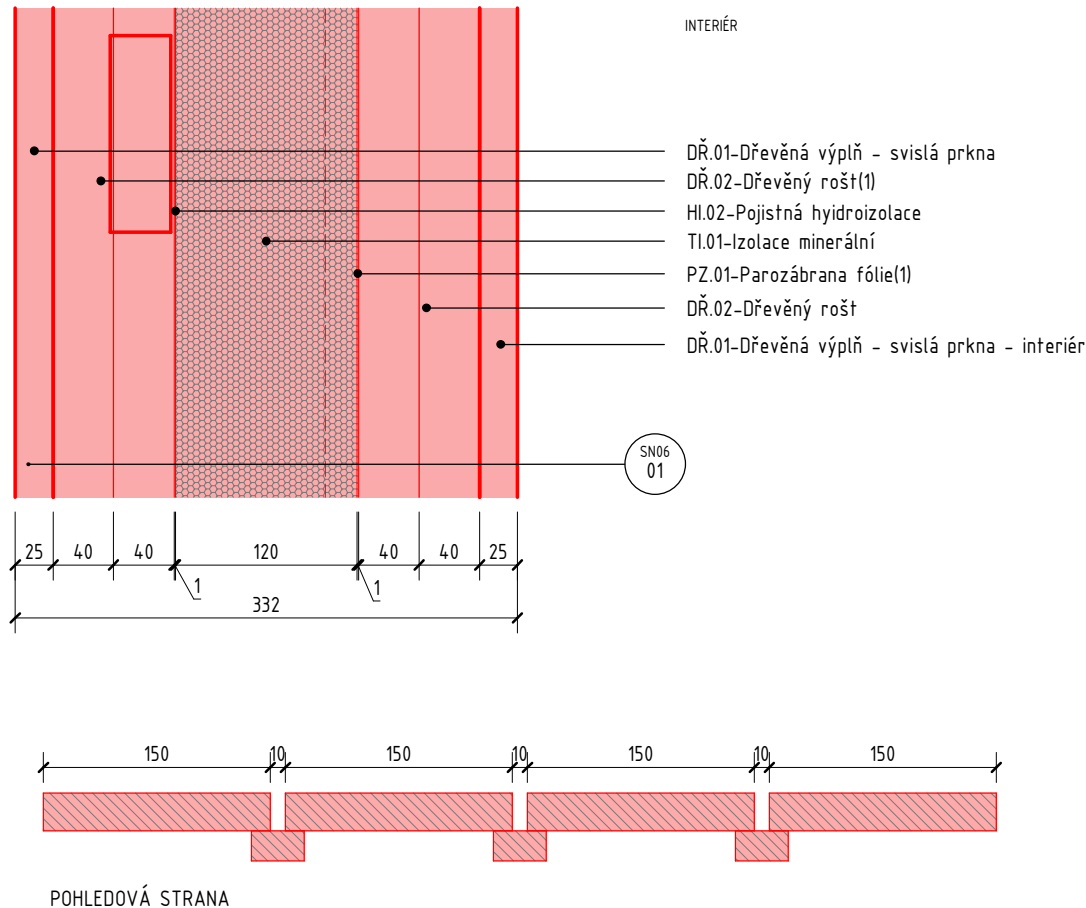 INTERIÉR
DŘ.01-Dřevěná výplň - svislá prkna
DŘ.02-Dřevěný rošt(1)
HI.02-Pojistná hyidroizolace
TI.01-Izolace minerální
PZ.01-Parozábrana fólie(1)
DŘ.02-Dřevěný rošt
DŘ.01-Dřevěná výplň - svislá prkna - interiér
SN06
01
25 40 40 120 40 40 25
1 1
332
150 10 150 10 150 10 150
POHLEDOVÁ STRANA